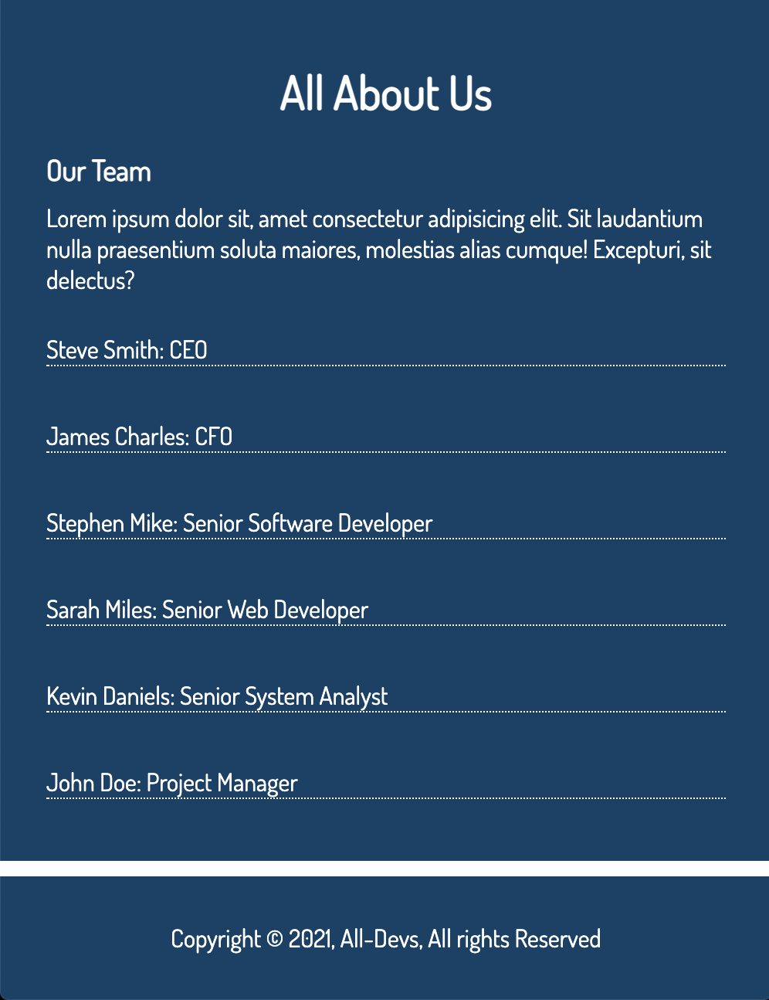 All About Us
Our Team
Lorem ipsum dolor sit, amet consectetur adipisicing elit. Sit laudantium
nulla praesentium soluta maiores, molestias alias cumque! Excepturi, sit
delectus?
Steve Smith: CEO
James Charles: CFO
Stephen Mike: Senior Software Developer
Sarah Miles: Senior Web Developer
Kevin Daniels: Senior System Analyst
John Doe: Project Manager
Copyright © 2021, All-Devs, All rights Reserved